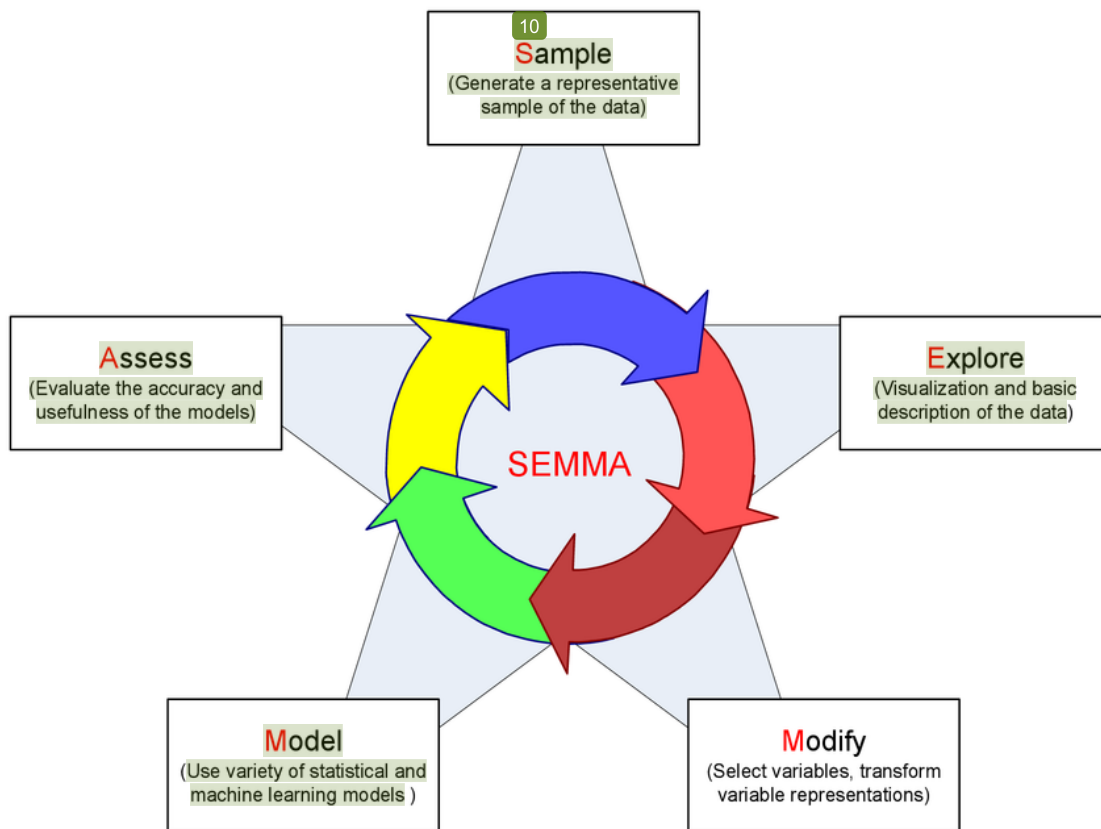 10
Sample
(Generate a representative
sample of the data)
Assess
(Evaluate the accuracy and
usefulness of the models)
Explore
(Visualization and basic
description of the data)
SEMMA
Model
(Use variety of statistical and
machine learning models )
Modify
(Select variables, transform
variable representations)